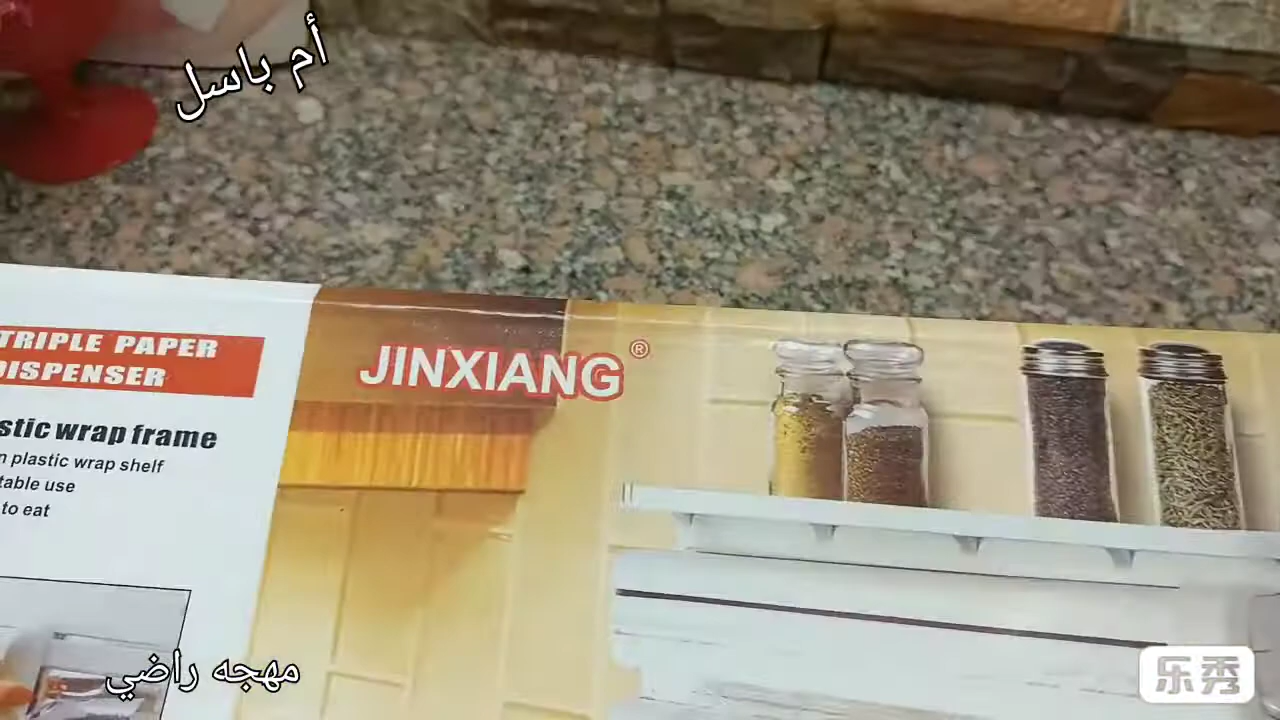 أم باسل
TRIPLE PAPER
DISPENSER
JINXIANG®
stic wrap frame
n plastic wrap shelf
table use
to eat
مهجه راضي
乐秀